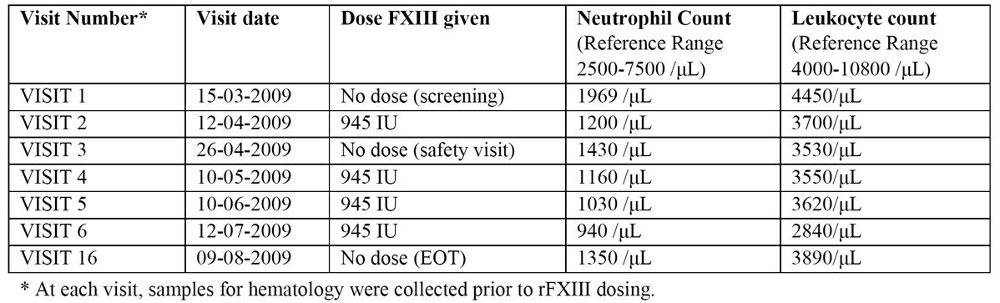 Visit Number* Visit date Dose FXIII given Neutrophil Count Leukocyte count
(Reference Range (Reference Range
2500-7500 /μL) 4000-10800 /μL)
VISIT 1 15-03-2009 No dose (screening) 1969 /μL 4450/μL
VISIT 2 12-04-2009 945 IU 1200 /μL 3700/μL
VISIT 3 26-04-2009 No dose (safety visit) 1430 /μL 3530/μL
VISIT 4 10-05-2009 945 IU 1160 /μL 3550/μL
VISIT 5 10-06-2009 945 IU 1030 /μL 3620/μL
VISIT 6 12-07-2009 945 IU 940 /μL 2840/μL
VISIT 16 09-08-2009 No dose (EOT) 1350 /μL 3890/μL
* At each visit, samples for hematology were collected prior to rFXIII dosing.